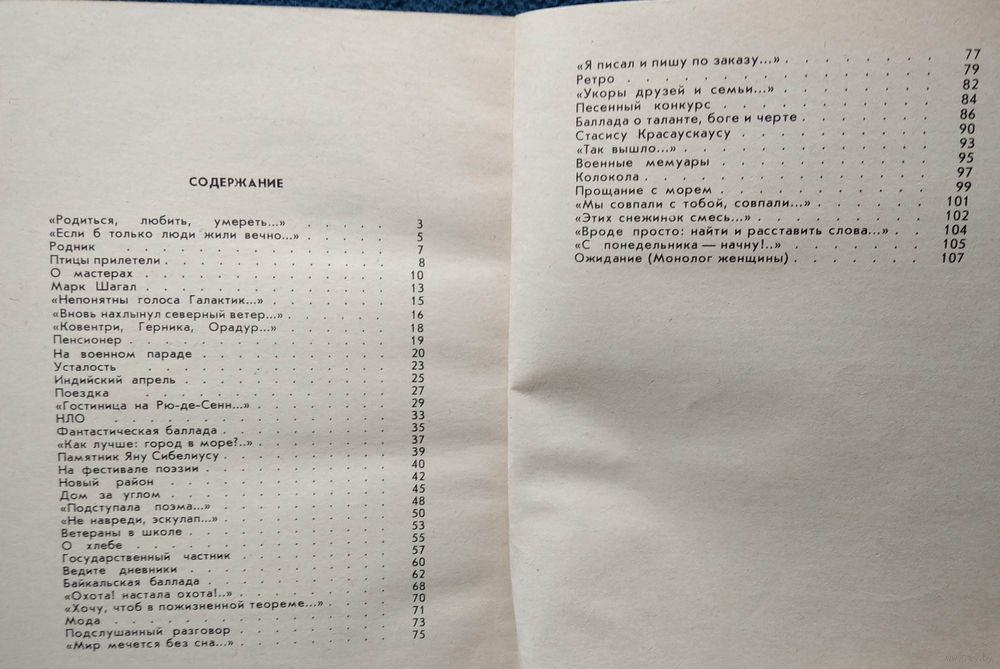 СОДЕРЖАНИЕ
«Родиться, любить, умереть...» . . . . . 3
«Если б только люди жили вечно...» . . . . 5
Родник . . . . . . . . . . . 7
Птицы прилетели . . . . . . . . . 8
О мастерах . . . . . . . . . . 10
Марк Шагал . . . . . . . . . . 13
«Непонятны голоса Галактик...» . . . . . 15
«Вновь нахлынул северный ветер...» . . . . 16
«Ковентри, Герника, Орадур...» . . . . . 18
Пенсионер . . . . . . . . . . 19
На военном параде . . . . . . . . 20
Усталость . . . . . . . . . . 23
Индийский апрель . . . . . . . . 25
Поездка . . . . . . . . . . 27
«Гостиница на Рю-де-Сенн...» . . . . . 29
НЛО . . . . . . . . . . . 33
Фантастическая баллада . . . . . . . 35
«Как лучше: город в море?..» . . . . . 37
Памятник Яну Сибелиусу . . . . . . . 39
На фестивале поэзии . . . . . . . . 40
Новый район . . . . . . . . . 42
Дом за углом . . . . . . . . . 45
«Подступала поэма...» . . . . . . . 48
«Не навреди, эскулап...» . . . . . . . 50
Ветераны в школе . . . . . . . . 53
О хлебе . . . . . . . . . . 55
Государственный частник . . . . . . 57
Ведите дневники . . . . . . . . 60
Байкальская баллада . . . . . . . 62
«Охота! настала охота!..» . . . . . . 68
«Хочу, чтоб в пожизненной теореме...» . . . 70
Мода . . . . . . . . . . . 71
Подслушанный разговор . . . . . . . 73
«Мир мечется без сна...» . . . . . . 75
«Я писал и пишу по заказу...» . . . . . . 77
Ретро . . . . . . . . . . . 79
«Укоры друзей и семьи...» . . . . . . 82
Песенный конкурс . . . . . . . . 84
Баллада о таланте, боге и черте . . . . . 86
Стасису Красаускаусу . . . . . . . 90
«Так вышло...» . . . . . . . . . 93
Военные мемуары . . . . . . . . 95
Колокола . . . . . . . . . . 97
Прощание с морем . . . . . . . . 99
«Мы совпали с тобой, совпали...» . . . . . 101
«Этих снежинок смесь...» . . . . . . . 102
«Вроде просто: найти и расставить слова...» . . 104
«С понедельника — начну!..» . . . . . . 105
Ожидание (Монолог женщины) . . . . . . 107